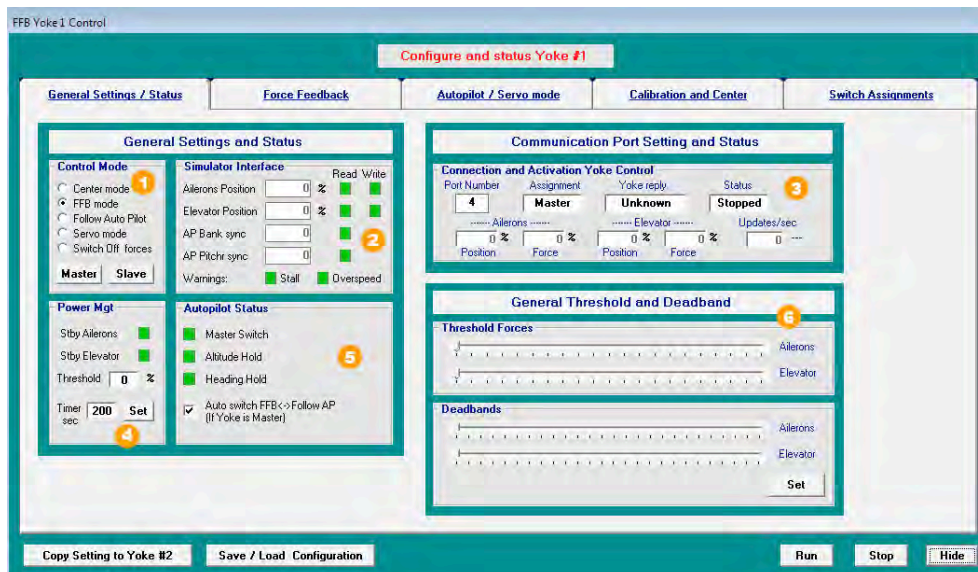 FFB Yoke1 Control
Configure and status Yoke #1
General Settings / Status
Force Feedback
Autopilot / Servo mode
Calibration and Center
Switch Assignments
General Settings and Status
Control Mode
1
Center mode
FFB mode
Follow Auto Pilot
Servo mode
Switch Off forces
Master Slave
Simulator Interface
Read Write
Ailerons Position 0 %
Elevator Position 0 %
AP Bank sync 0
2
AP Pitchr sync 0
Warnings: Stall Overspeed
Power Mgt
Stby Ailerons
Stby Elevator
Threshold 0 %
Timer sec 200 Set
4
Autopilot Status
Master Switch
Altitude Hold
5
Heading Hold
Auto switch FFB<->Follow AP
(If Yoke is Master)
Communication Port Setting and Status
Connection and Activation Yoke Control
Port Number Assignment Yoke reply Status
3
4 Master Unknown Stopped
------ Ailerons ------ ------ Elevator ------ Updates/sec
0 % 0 % 0 % 0 % 0 ---
Position Force Position Force
General Threshold and Deadband
6
Threshold Forces
Ailerons
Elevator
Deadbands
Ailerons
Elevator
Set
Copy Setting to Yoke #2
Save / Load Configuration
Run
Stop
Hide